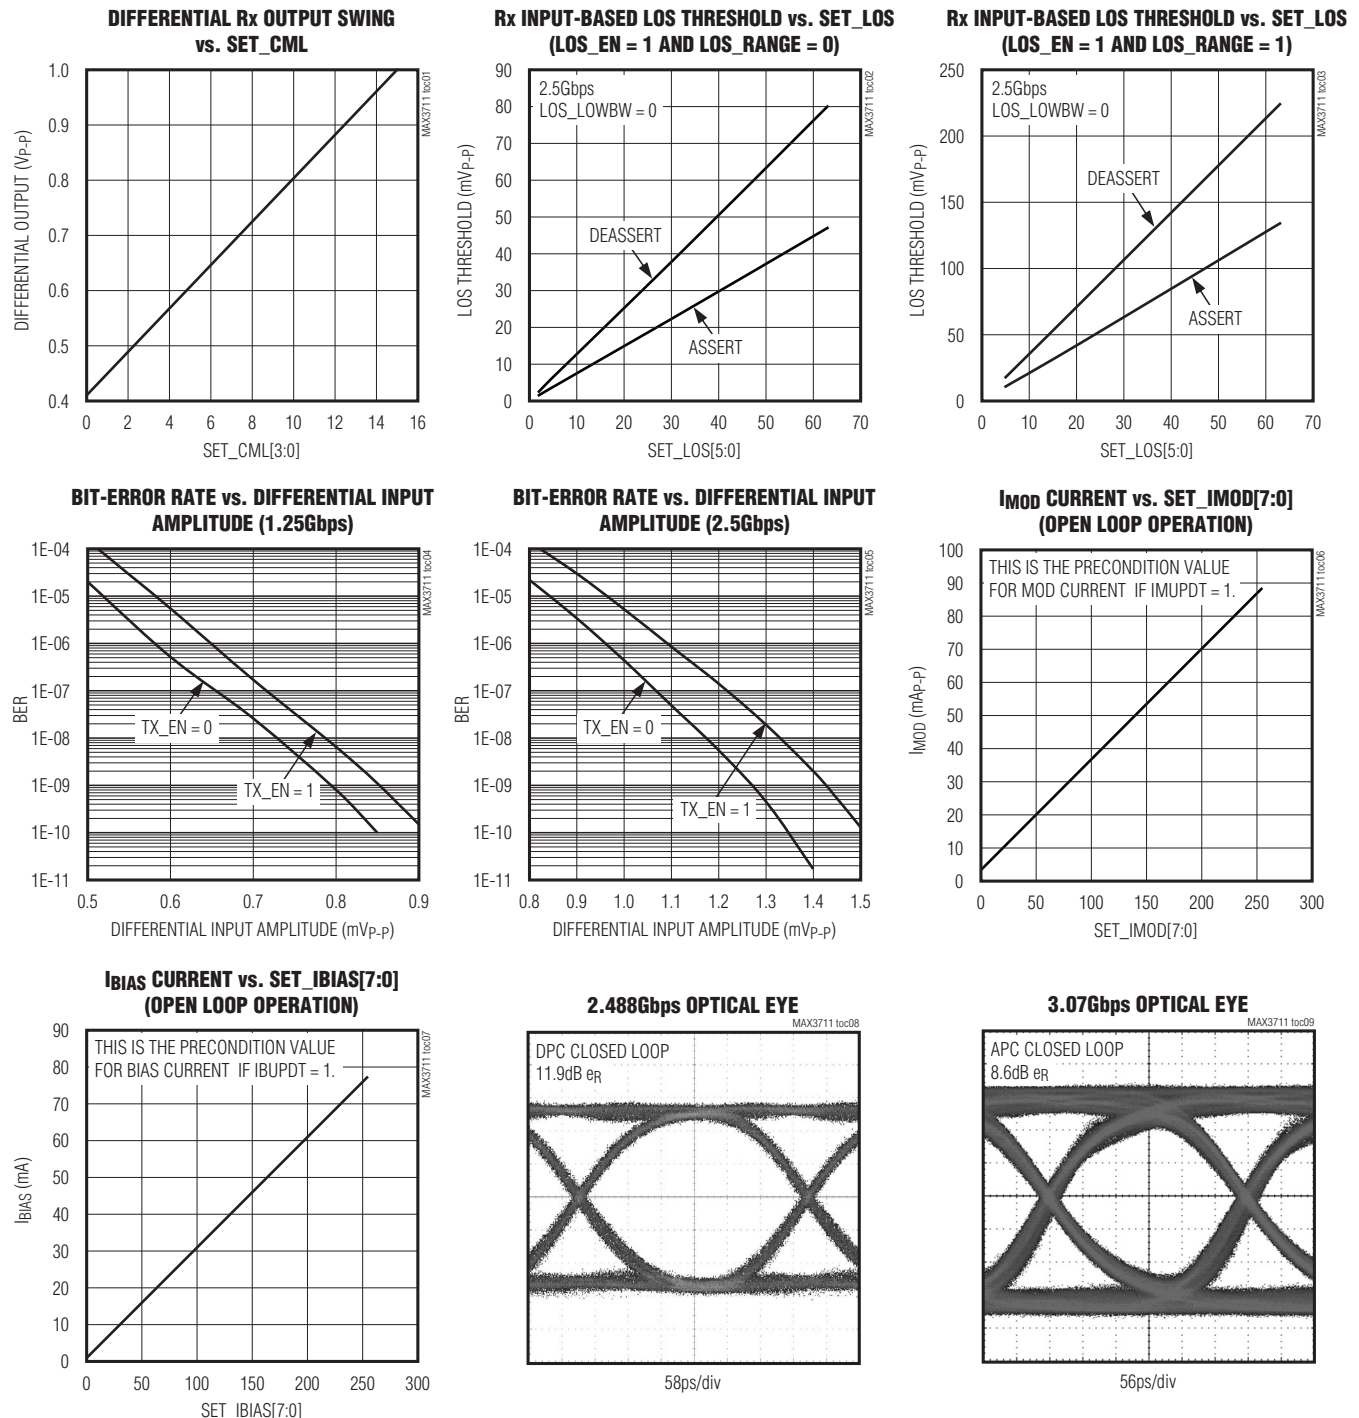 DIFFERENTIAL Rx OUTPUT SWING
vs. SET_CML
MAX3711 toc01
DIFFERENTIAL OUTPUT (VP-P)
1.0
0.9
0.8
0.7
0.6
0.5
0.4
0 2 4 6 8 10 12 14 16
SET_CML[3:0]
Rx INPUT-BASED LOS THRESHOLD vs. SET_LOS
(LOS_EN = 1 AND LOS_RANGE = 0)
MAX3711 toc02
2.5Gbps
LOS_LOWBW = 0
DEASSERT
ASSERT
LOS THRESHOLD (mVP-P)
90
80
70
60
50
40
30
20
10
0
0 10 20 30 40 50 60 70
SET_LOS[5:0]
Rx INPUT-BASED LOS THRESHOLD vs. SET_LOS
(LOS_EN = 1 AND LOS_RANGE = 1)
MAX3711 toc03
2.5Gbps
LOS_LOWBW = 0
DEASSERT
ASSERT
LOS THRESHOLD (mVP-P)
250
200
150
100
50
0
0 10 20 30 40 50 60 70
SET_LOS[5:0]
BIT-ERROR RATE vs. DIFFERENTIAL INPUT
AMPLITUDE (1.25Gbps)
MAX3711 toc04
BER
1E-04
1E-05
1E-06
1E-07
1E-08
1E-09
1E-10
1E-11
TX_EN = 0
TX_EN = 1
0.5 0.6 0.7 0.8 0.9
DIFFERENTIAL INPUT AMPLITUDE (mVP-P)
BIT-ERROR RATE vs. DIFFERENTIAL INPUT
AMPLITUDE (2.5Gbps)
MAX3711 toc05
BER
1E-04
1E-05
1E-06
1E-07
1E-08
1E-09
1E-10
1E-11
TX_EN = 0
TX_EN = 1
0.8 0.9 1.0 1.1 1.2 1.3 1.4 1.5
DIFFERENTIAL INPUT AMPLITUDE (mVP-P)
IMOD CURRENT vs. SET_IMOD[7:0]
(OPEN LOOP OPERATION)
MAX3711 toc06
THIS IS THE PRECONDITION VALUE
FOR MOD CURRENT IF IMUPDT = 1.
IMOD (mAP-P)
100
90
80
70
60
50
40
30
20
10
0
0 50 100 150 200 250 300
SET_IMOD[7:0]
IBIAS CURRENT vs. SET_IBIAS[7:0]
(OPEN LOOP OPERATION)
MAX3711 toc07
THIS IS THE PRECONDITION VALUE
FOR BIAS CURRENT IF IBUPDT = 1.
IBIAS (mA)
90
80
70
60
50
40
30
20
10
0
0 50 100 150 200 250 300
SET_IBIAS[7:0]
2.488Gbps OPTICAL EYE
MAX3711 toc08
DPC CLOSED LOOP
11.9dB eR
58ps/div
3.07Gbps OPTICAL EYE
MAX3711 toc09
APC CLOSED LOOP
8.6dB eR
56ps/div